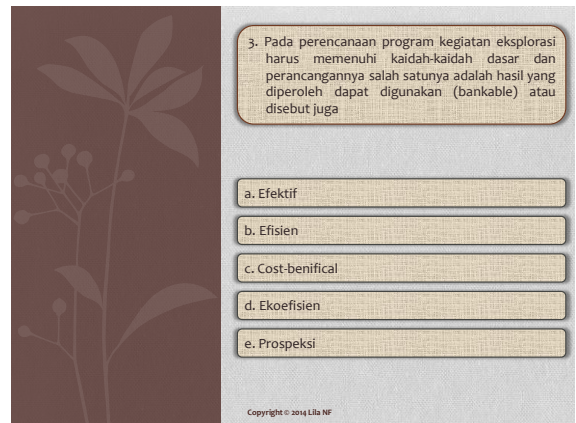 3. Pada perencanaan program kegiatan eksplorasi
harus memenuhi kaidah-kaidah dasar dan
perancangannya salah satunya adalah hasil yang
diperoleh dapat digunakan (bankable) atau
disebut juga
a. Efektif
b. Efisien
c. Cost-benifical
d. Ekoefisien
e. Prospeksi
Copyright © 2014 Lila NF